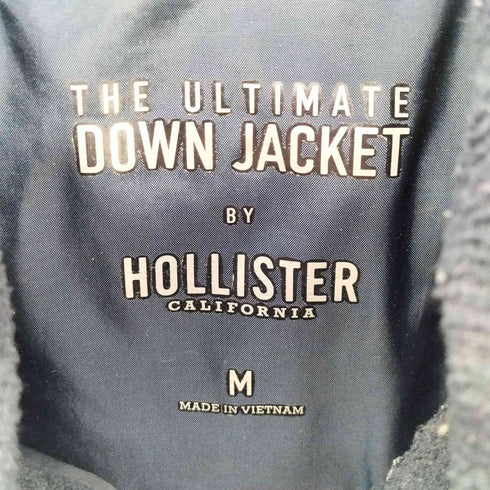 THE ULTIMATE
DOWN JACKET
BY
HOLLISTER
CALIFORNIA
M
MADE IN VIETNAM